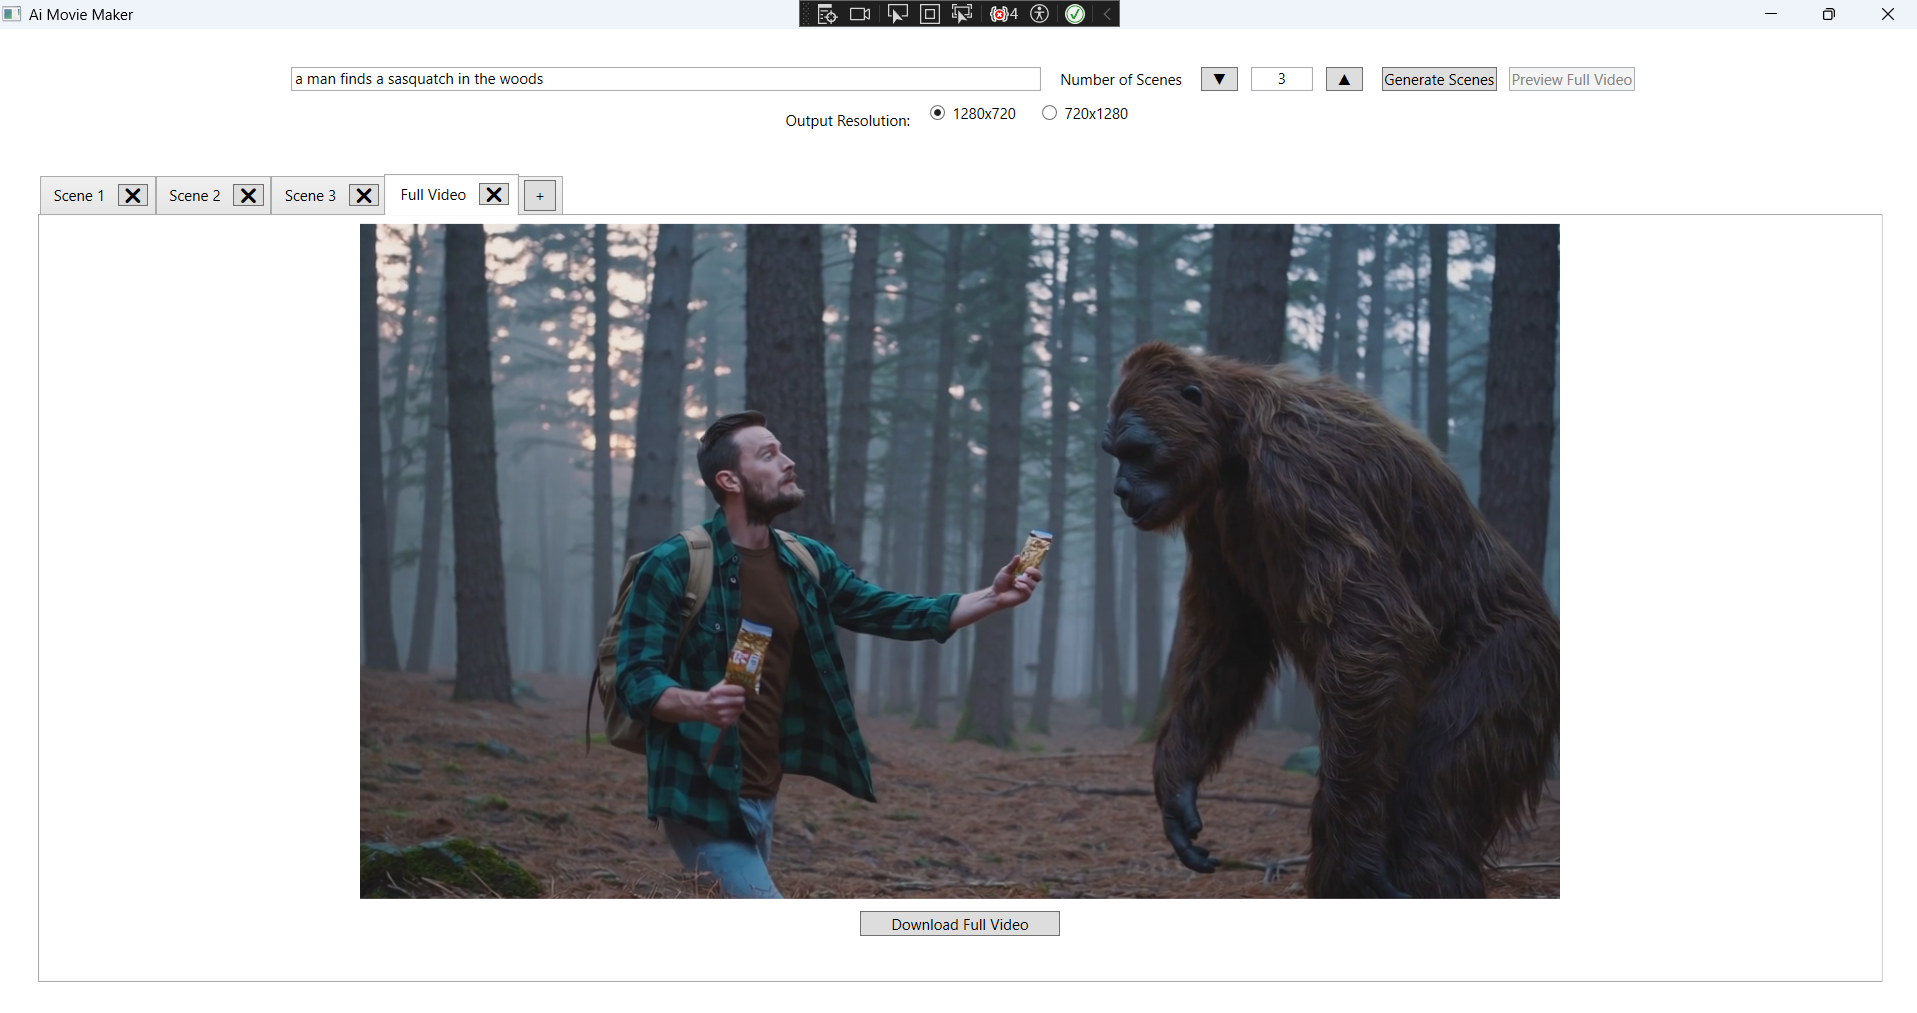 Ai Movie Maker
4
a man finds a sasquatch in the woods
Number of Scenes
▼
3
▲
Generate Scenes
Preview Full Video
Output Resolution:
1280x720
720x1280
Scene 1
Scene 2
Scene 3
Full Video
+
Download Full Video